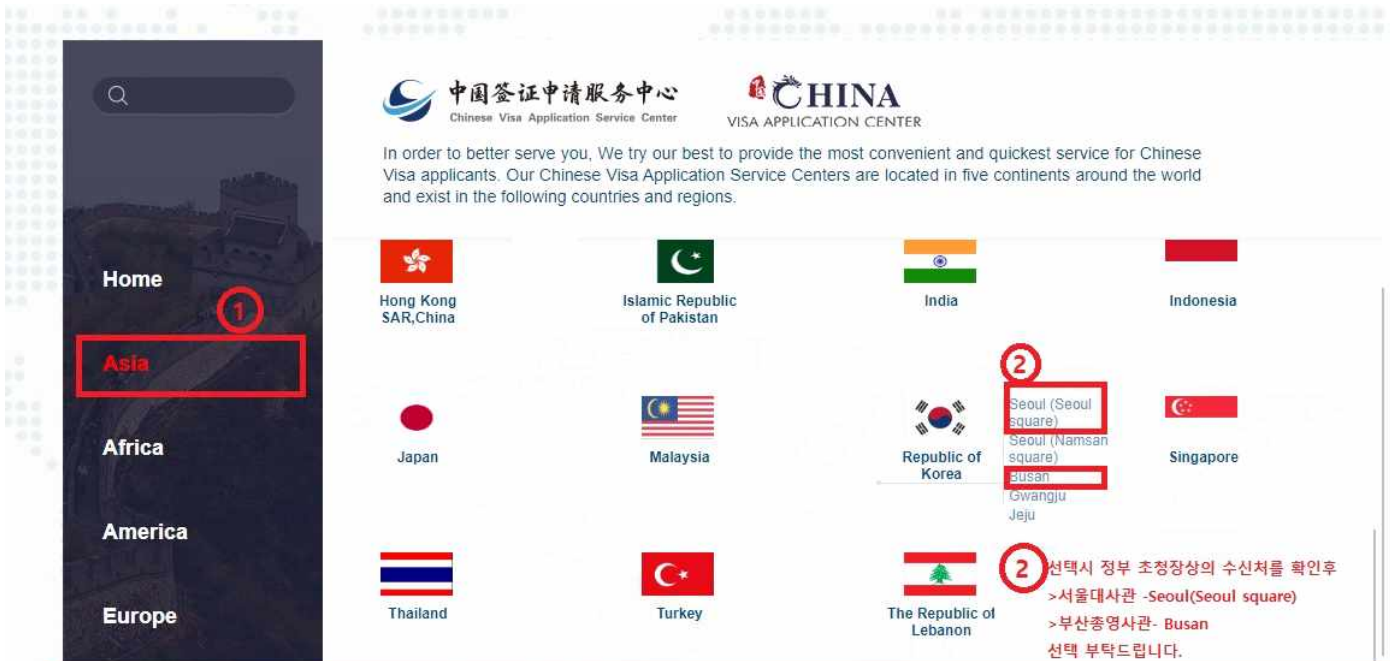 中国签证申请服务中心
Chinese Visa Application Service Center
CHINA
VISA APPLICATION CENTER
In order to better serve you, We try our best to provide the most convenient and quickest service for Chinese
Visa applicants. Our Chinese Visa Application Service Centers are located in five continents around the world
and exist in the following countries and regions.
Home
1
Asia
Africa
America
Europe
Hong Kong
SAR,China
Islamic Republic
of Pakistan
India
Indonesia
Japan
Malaysia
Republic of
Korea
2
Seoul (Seoul
square)
Seoul (Namsan
square)
Busan
Gwangju
Jeju
Singapore
Thailand
Turkey
The Republic of
Lebanon
2
선택시 정부 초청장상의 수신처를 확인후
>서울대사관 -Seoul(Seoul square)
>부산총영사관- Busan
선택 부탁드립니다.